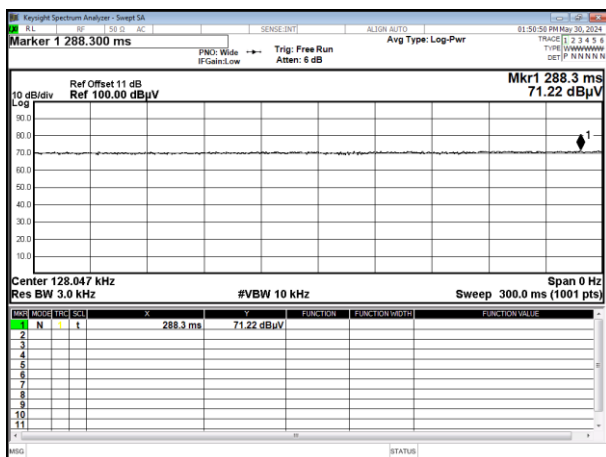 Keysight Spectrum Analyzer - Swept SA
RL RF 50 Ω AC SENSE:INT ALIGN AUTO 01:50:50 PM May 30, 2024
Marker 1 288.300 ms
PNO: Wide
IFGain:Low
Trig: Free Run
Atten: 6 dB
Avg Type: Log-Pwr
TRACE 1 2 3 4 5 6
TYPE WWWWWW
DET P N N N N N
Ref Offset 11 dB
10 dB/div Ref 100.00 dBµV
Log
Mkr1 288.3 ms
71.22 dBµV
90.0
80.0
1
70.0
60.0
50.0
40.0
30.0
20.0
10.0
Center 128.047 kHz Span 0 Hz
Res BW 3.0 kHz #VBW 10 kHz Sweep 300.0 ms (1001 pts)
MKR MODE TRC SCL X Y FUNCTION FUNCTION WIDTH FUNCTION VALUE
1 N 1 t 288.3 ms 71.22 dBµV
2
3
4
5
6
7
8
9
10
11
MSG STATUS